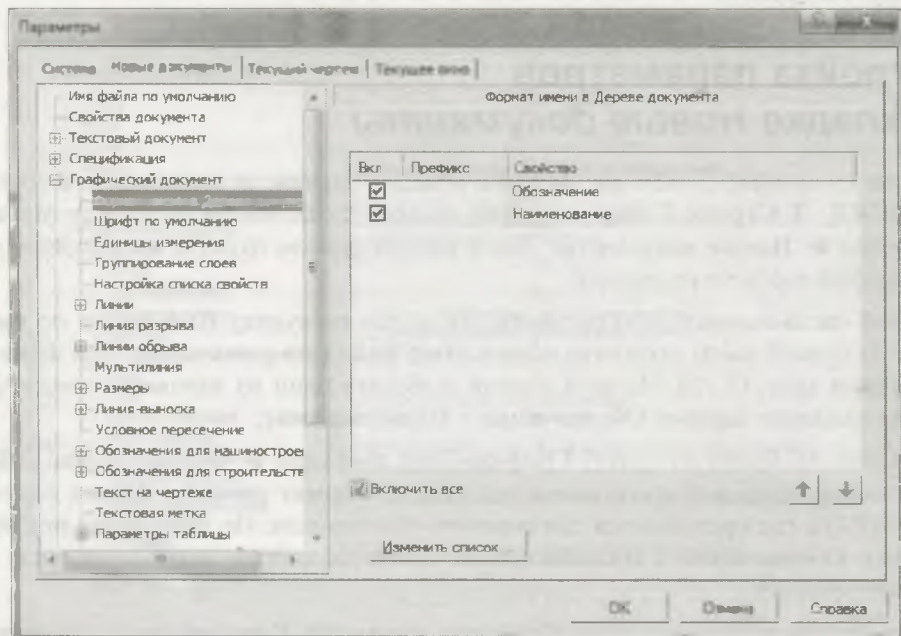 Параметры
Система Новые документы Текущий чертеж Текущее окно
Имя файла по умолчанию
Свойства документа
Текстовый документ
Спецификация
Графический документ
Шрифт по умолчанию
Единицы измерения
Группирование слоев
Настройка списка свойств
Линии
Линия разрыва
Линии обрыва
Мультилиния
Размеры
Линия-выноска
Условное пересечение
Обозначения для машинострое
Обозначения для строительств
Текст на чертеже
Текстовая метка
Параметры таблицы
Формат имени в Дереве документа
Вкл Префикс Свойство
Обозначение
Наименование
Включить все
Изменить список
OK Отмена Справка